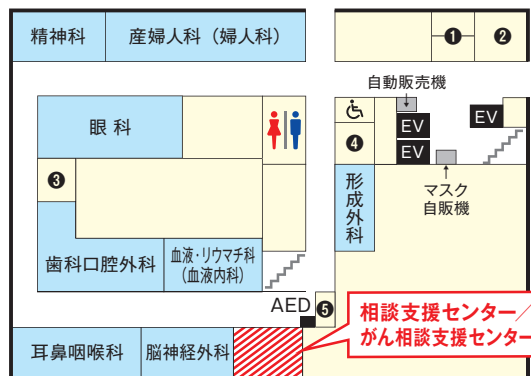 精神科
産婦人科（婦人科）
❶
❷
自動販売機
眼科
EV
EV
EV
❹
❸
マスク
自販機
形成外科
歯科口腔外科
血液・リウマチ科
（血液内科）
AED
❺
相談支援センター／
がん相談支援センター
耳鼻咽喉科
脳神経外科